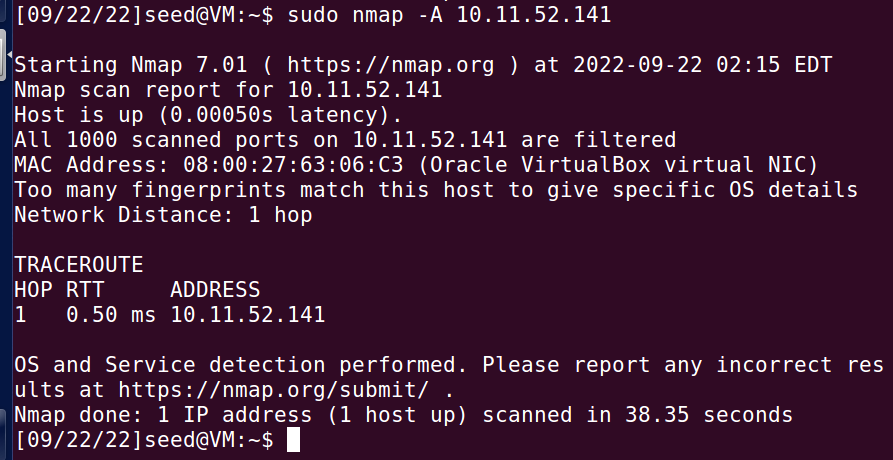 [09/22/22]seed@VM:~$ sudo nmap -A 10.11.52.141
Starting Nmap 7.01 ( https://nmap.org ) at 2022-09-22 02:15 EDT
Nmap scan report for 10.11.52.141
Host is up (0.00050s latency).
All 1000 scanned ports on 10.11.52.141 are filtered
MAC Address: 08:00:27:63:06:C3 (Oracle VirtualBox virtual NIC)
Too many fingerprints match this host to give specific OS details
Network Distance: 1 hop
TRACEROUTE
HOP RTT     ADDRESS
1   0.50 ms 10.11.52.141
OS and Service detection performed. Please report any incorrect res
ults at https://nmap.org/submit/ .
Nmap done: 1 IP address (1 host up) scanned in 38.35 seconds
[09/22/22]seed@VM:~$